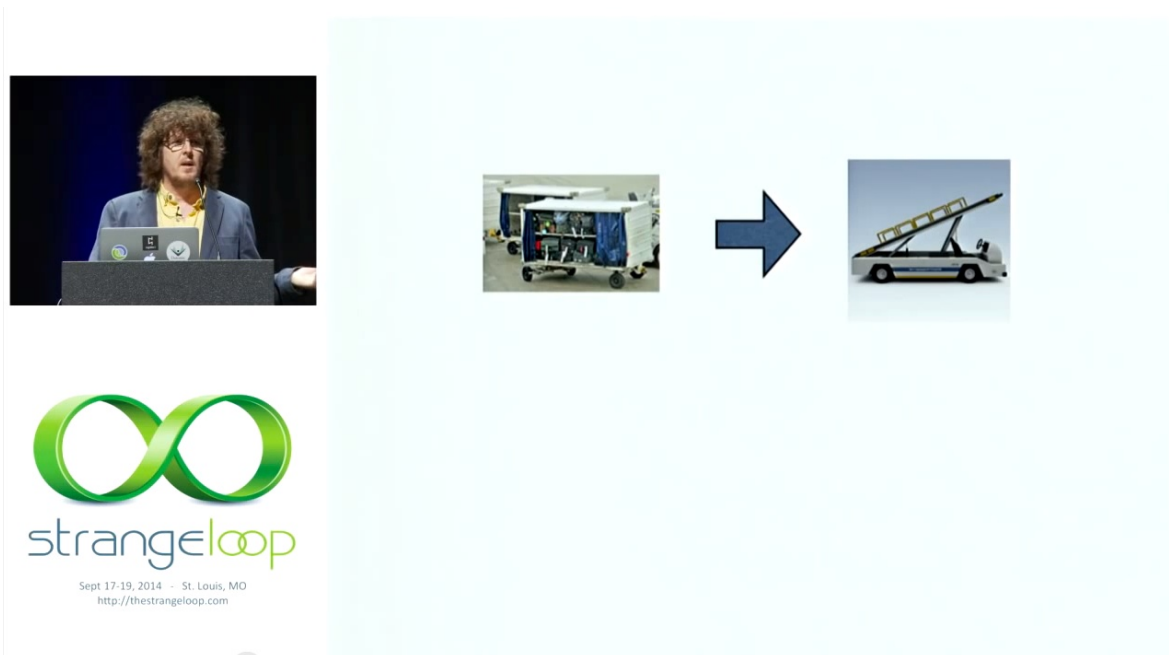 strangeloop
Sept 17-19, 2014 - St. Louis, MO
http://thestrangeloop.com